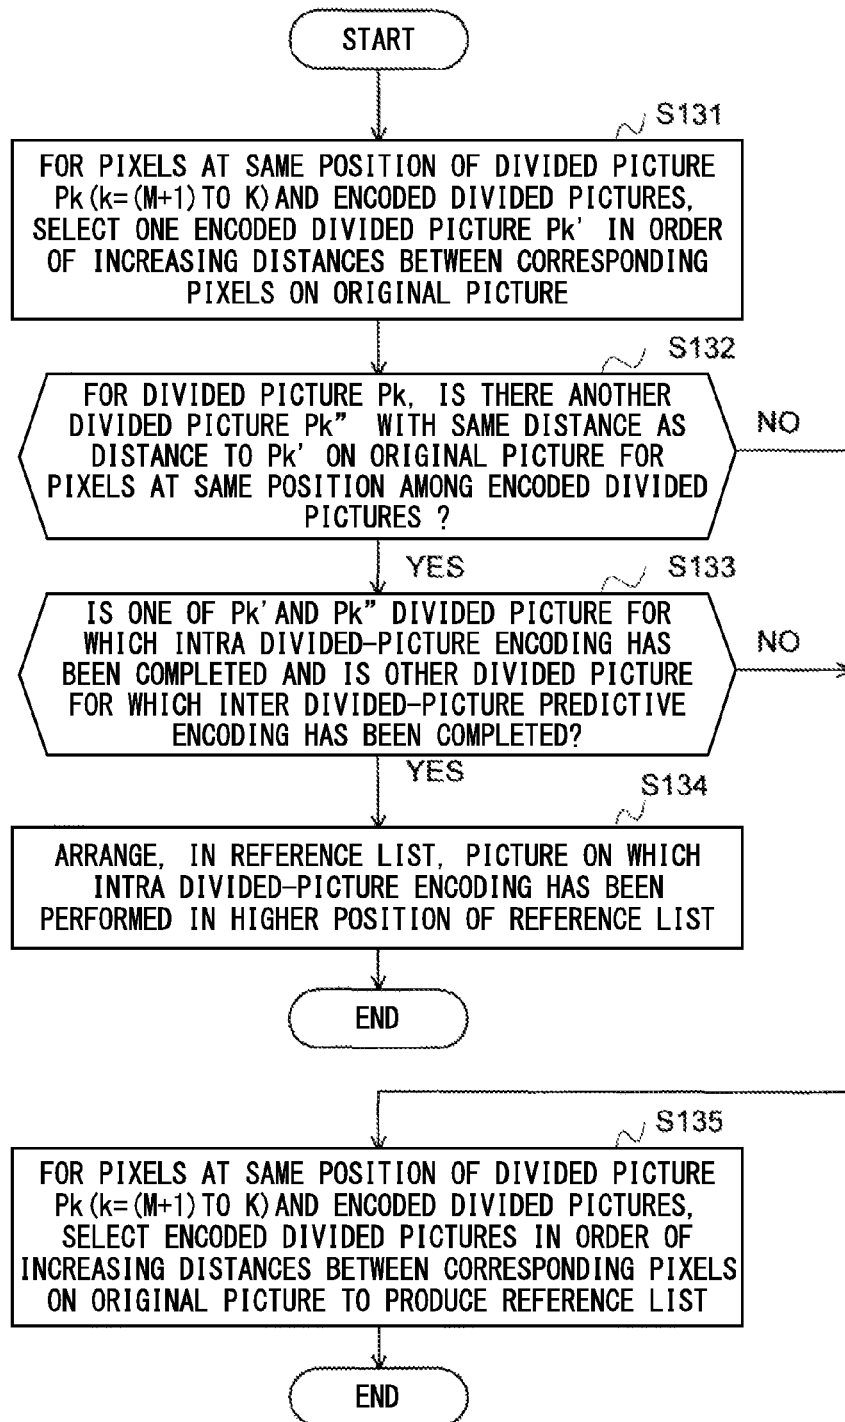 START
S131
FOR PIXELS AT SAME POSITION OF DIVIDED PICTURE
Pk(k=(M+1)TO K)AND ENCODED DIVIDED PICTURES,
SELECT ONE ENCODED DIVIDED PICTURE Pk' IN ORDER
OF INCREASING DISTANCES BETWEEN CORRESPONDING
PIXELS ON ORIGINAL PICTURE
S132
FOR DIVIDED PICTURE Pk, IS THERE ANOTHER
DIVIDED PICTURE Pk” WITH SAME DISTANCE AS
DISTANCE TO Pk' ON ORIGINAL PICTURE FOR
PIXELS AT SAME POSITION AMONG ENCODED DIVIDED
PICTURES ?
NO
YES
S133
IS ONE OF Pk'AND Pk” DIVIDED PICTURE FOR
WHICH INTRA DIVIDED-PICTURE ENCODING HAS
BEEN COMPLETED AND IS OTHER DIVIDED PICTURE
FOR WHICH INTER DIVIDED-PICTURE PREDICTIVE
ENCODING HAS BEEN COMPLETED?
NO
YES
S134
ARRANGE, IN REFERENCE LIST, PICTURE ON WHICH
INTRA DIVIDED-PICTURE ENCODING HAS BEEN
PERFORMED IN HIGHER POSITION OF REFERENCE LIST
END
S135
FOR PIXELS AT SAME POSITION OF DIVIDED PICTURE
Pk(k=(M+1)TO K)AND ENCODED DIVIDED PICTURES,
SELECT ENCODED DIVIDED PICTURES IN ORDER OF
INCREASING DISTANCES BETWEEN CORRESPONDING PIXELS
ON ORIGINAL PICTURE TO PRODUCE REFERENCE LIST
END